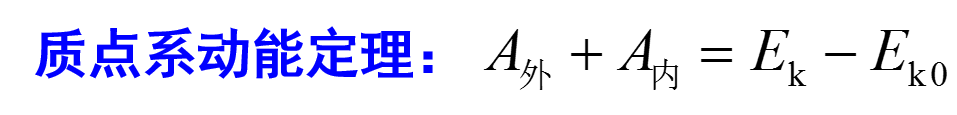 质点系动能定理： A外 + A内 = Ek − Ek0